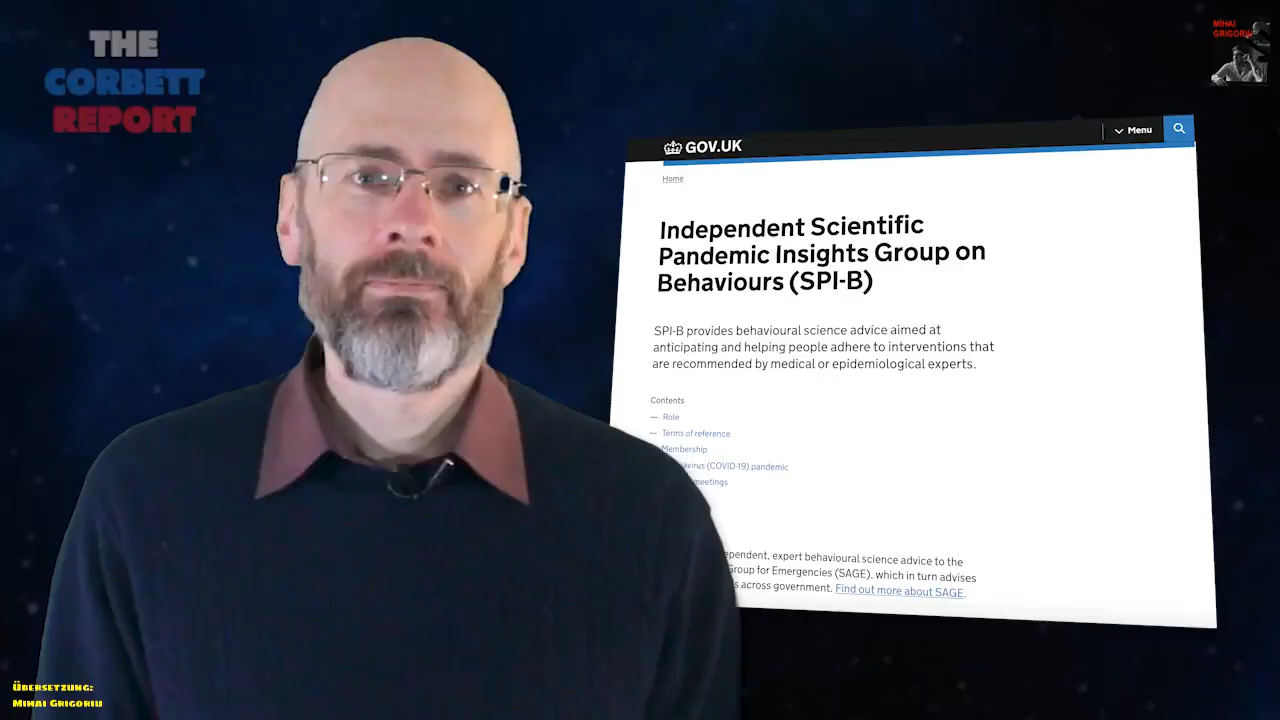 THE
CORBETT
REPORT
MIHAI
GRIGORIU
GOV.UK
Menu
Home
Independent Scientific
Pandemic Insights Group on
Behaviours (SPI-B)
SPI-B provides behavioural science advice aimed at
anticipating and helping people adhere to interventions that
are recommended by medical or epidemiological experts.
Contents
— Role
— Terms of reference
Membership
(COVID-19) pandemic
meetings
expert behavioural science advice to the
Group for Emergencies (SAGE), which in turn advises
across government. Find out more about SAGE.
Übersetzung:
Mihai Grigoriu